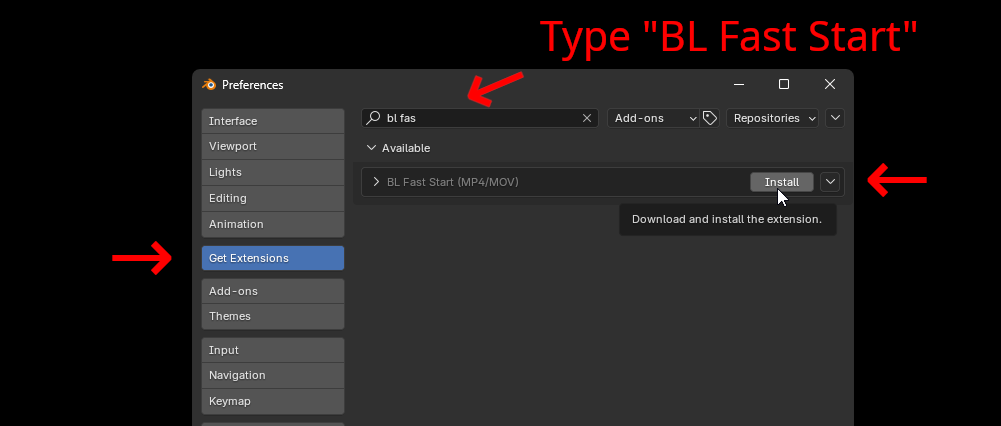 Type "BL Fast Start"
Preferences
Interface
Viewport
Lights
Editing
Animation
Get Extensions
Add-ons
Themes
Input
Navigation
Keymap
bl fas
Add-ons
Repositories
Available
BL Fast Start (MP4/MOV)
Install
Download and install the extension.